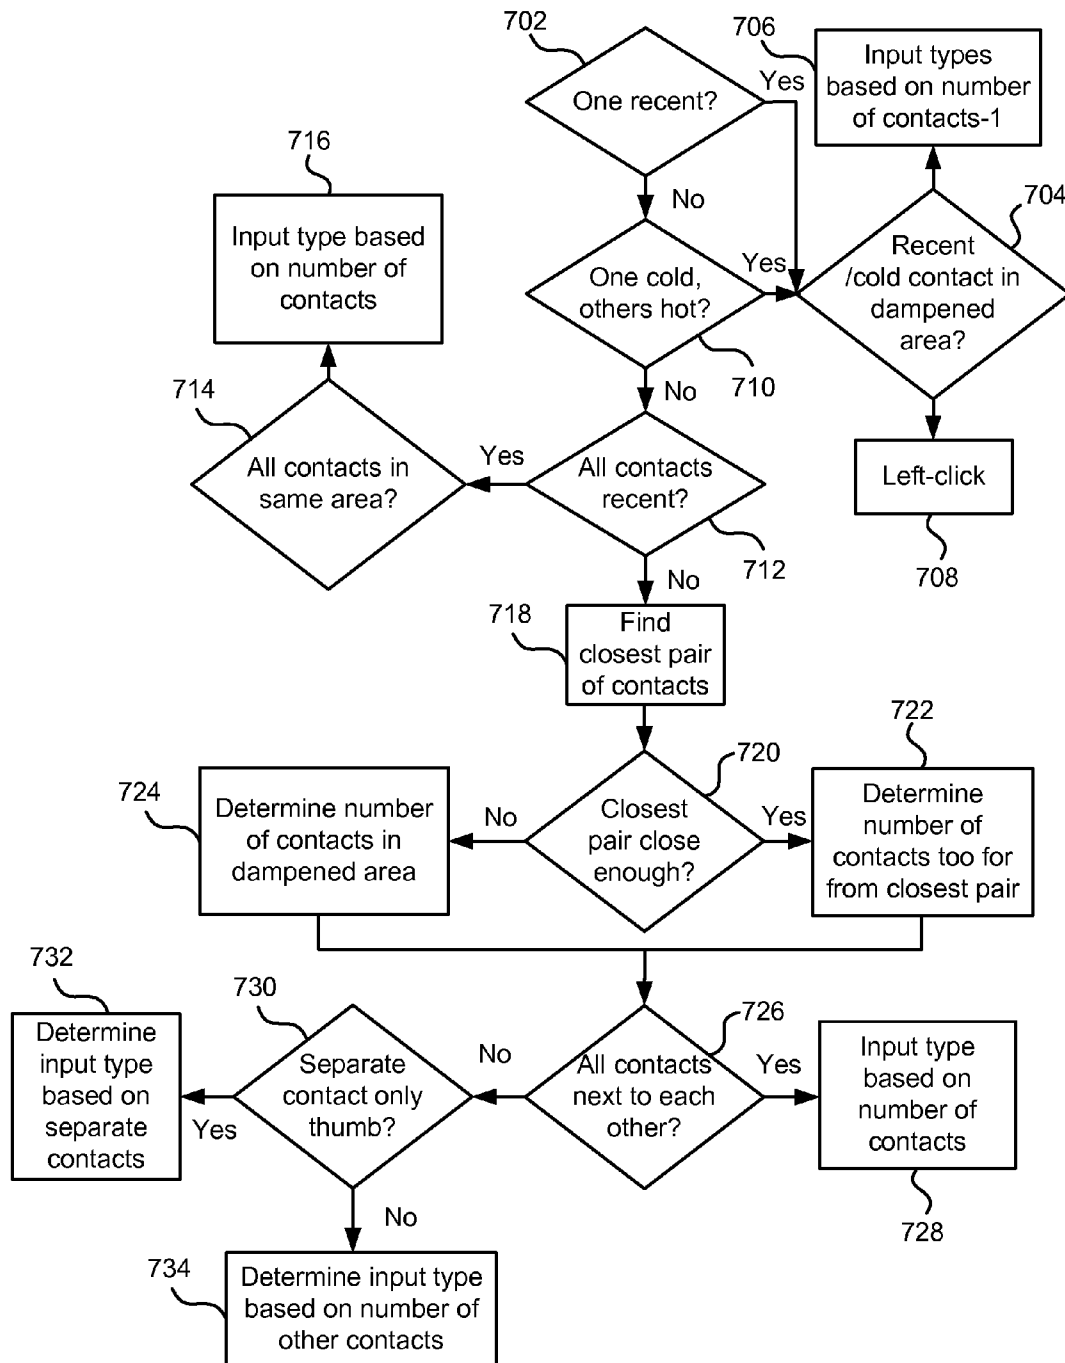 702
One recent?
Yes
706
Input types
based on number
of contacts-1
No
716
Input type based
on number of
contacts
One cold,
others hot?
Yes
710
704
Recent
/cold contact in
dampened
area?
No
714
All contacts in
same area?
Yes
All contacts
recent?
712
Left-click
708
No
718
Find
closest pair
of contacts
720
Closest
pair close
enough?
722
Determine
number of
contacts too for
from closest pair
Yes
No
724
Determine number
of contacts in
dampened area
726
All contacts
next to each
other?
Yes
Input type
based on
number of
contacts
728
No
730
Separate
contact only
thumb?
732
Determine
input type
based on
separate
contacts
Yes
No
734
Determine input type
based on number of
other contacts